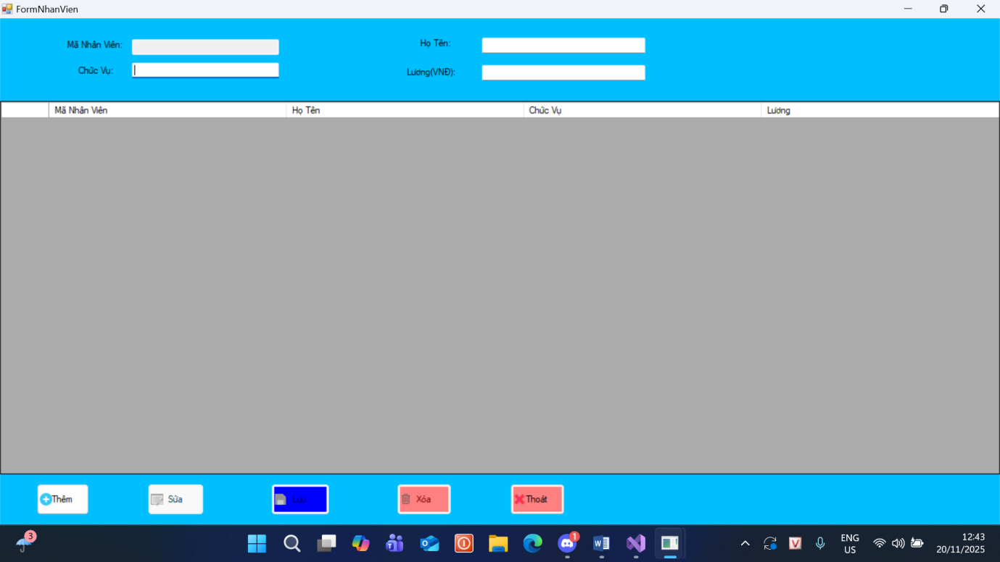 FormNhanVien
Mã Nhân Viên:
Họ Tên:
Chức Vụ:
Lương(VNĐ):
Mã Nhân Viên Họ Tên Chức Vụ Lương
Thêm Sửa Lưu Xóa Thoát
3
1
ENG
US
12:43
20/11/2025